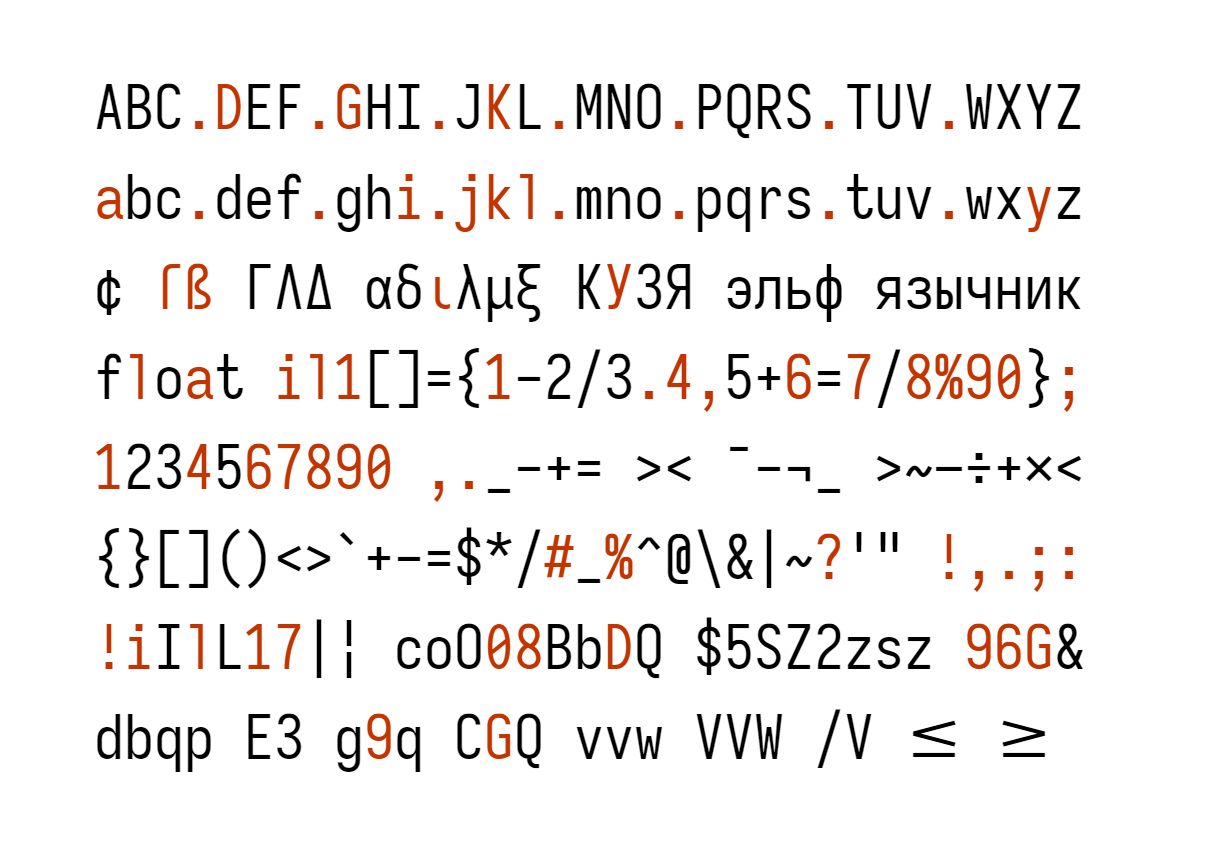 ABC.DEF.GHI.JKL.MNO.PQRS.TUV.WXYZ
abc.def.ghi.jkl.mno.pqrs.tuv.wxyz
¢ ẞß ΓΛΔ αδιλμξ КУЗЯ эльф язычник
float il1[]={1-2/3.4,5+6=7/8%90};
1234567890 ,._-+= >< ¯-¬_ >~–÷+×<
{}[]()<>`+-=$*/#_%^@\&|~?'" !,.;:
!iIlL17|¦ coO08BbDQ $5SZ2zsz 96G&
dbqp E3 g9q CGQ vvw VVW /V ≤ ≥